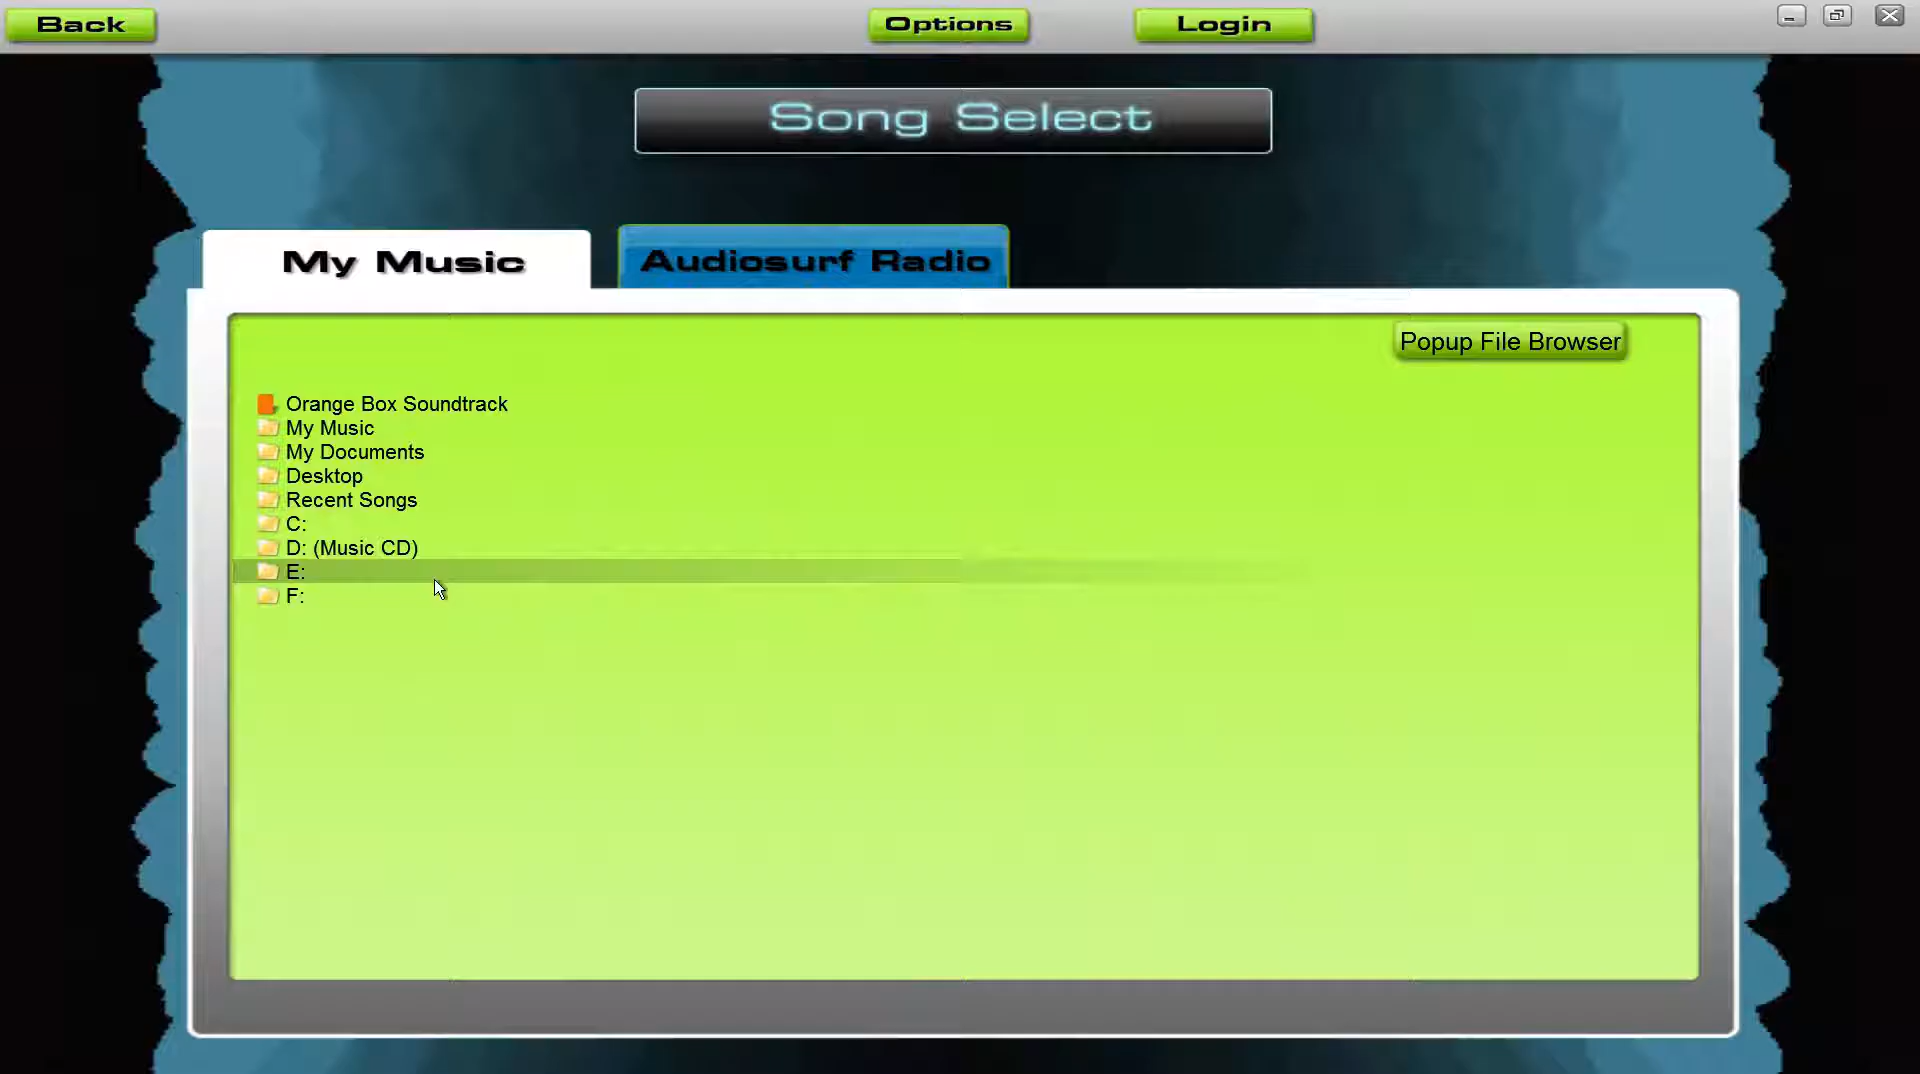 Back
Options
Login
Song Select
My Music
Audiosurf Radio
Popup File Browser
Orange Box Soundtrack
My Music
My Documents
Desktop
Recent Songs
C:
D: (Music CD)
E:
F: